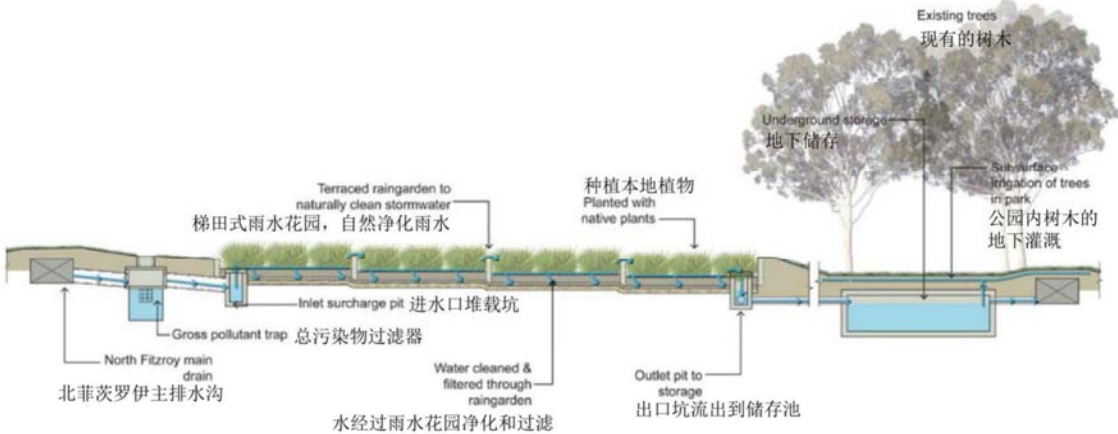 Existing trees
现有的树木
Underground storage
地下储存
Subsurface
irrigation of trees
in park
公园内树木的
地下灌溉
Terraced raingarden to
naturally clean stormwater
梯田式雨水花园，自然净化雨水
种植本地植物
Planted with
native plants
Inlet surcharge pit 进水口堆载坑
Gross pollutant trap 总污染物过滤器
North Fitzroy main
drain
北菲茨罗伊主排水沟
Water cleaned &
filtered through
raingarden
水经过雨水花园净化和过滤
Outlet pit to
storage
出口坑流出到储存池